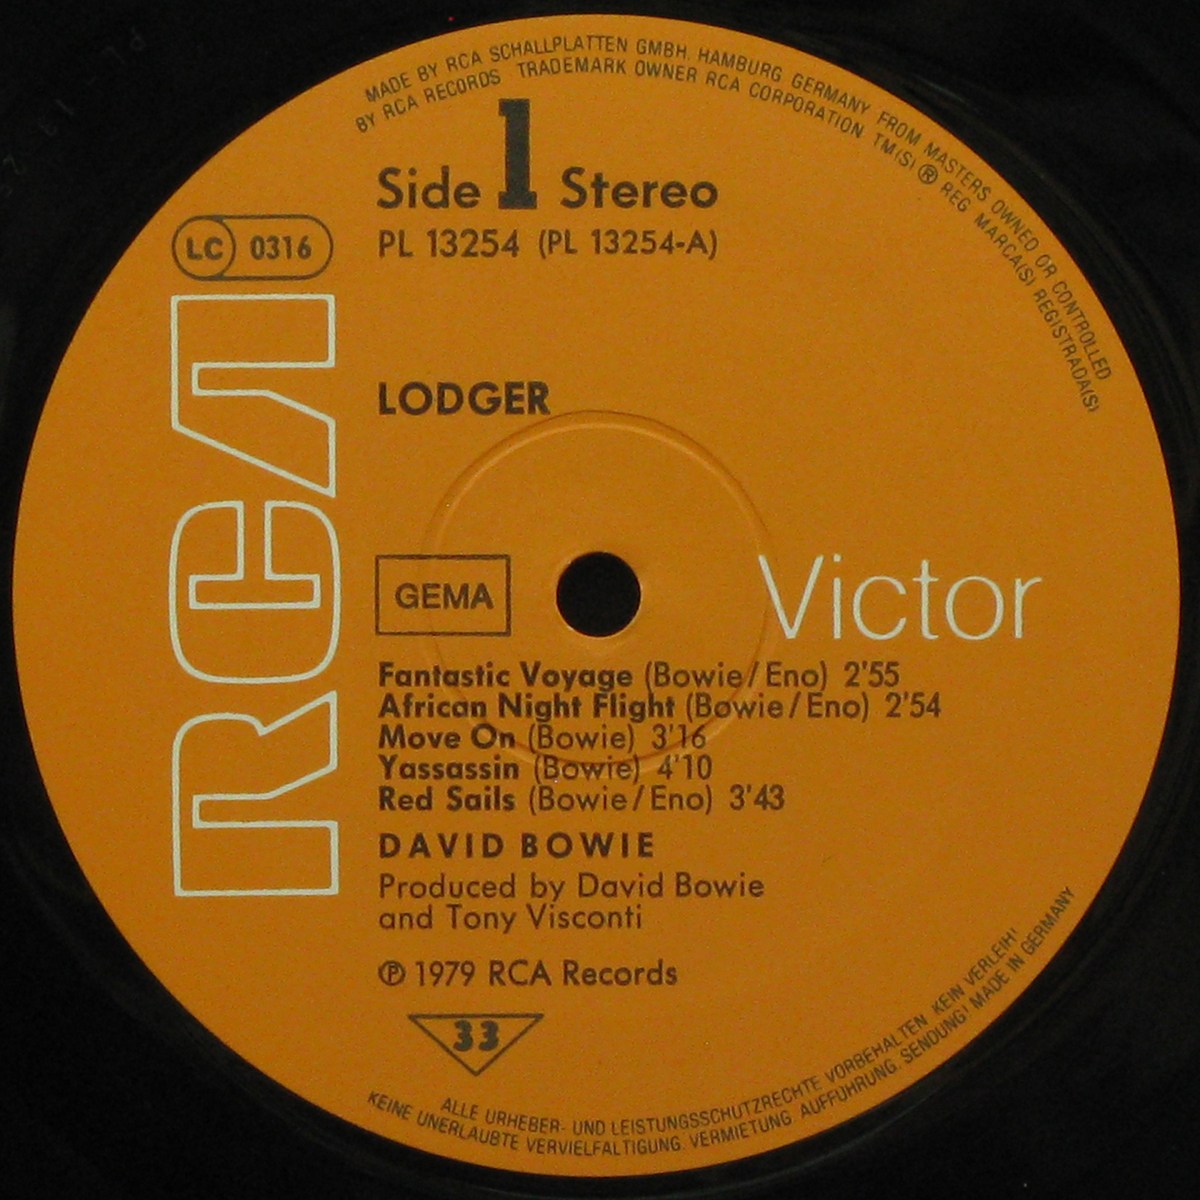 MADE BY RCA SCHALLPLATTEN GMBH. HAMBURG GERMANY FROM MASTERS OWNED OR CONTROLLED
BY RCA RECORDS TRADEMARK OWNER RCA CORPORATION TM(S) ® REG MARCA(S) REGISTRADA(S)
Side 1 Stereo
PL 13254 (PL 13254-A)
LC 0316
RCA
LODGER
GEMA
Victor
Fantastic Voyage (Bowie/Eno) 2'55
African Night Flight (Bowie/Eno) 2'54
Move On (Bowie) 3'16
Yassassin (Bowie) 4'10
Red Sails (Bowie/Eno) 3'43
DAVID BOWIE
Produced by David Bowie
and Tony Visconti
℗ 1979 RCA Records
33
ALLE URHEBER- UND LEISTUNGSSCHUTZRECHTE VORBEHALTEN. KEIN VERLEIH!
KEINE UNERLAUBTE VERVIELFALTIGUNG. VERMIETUNG. AUFFUHRUNG. SENDUNG! MADE IN GERMANY